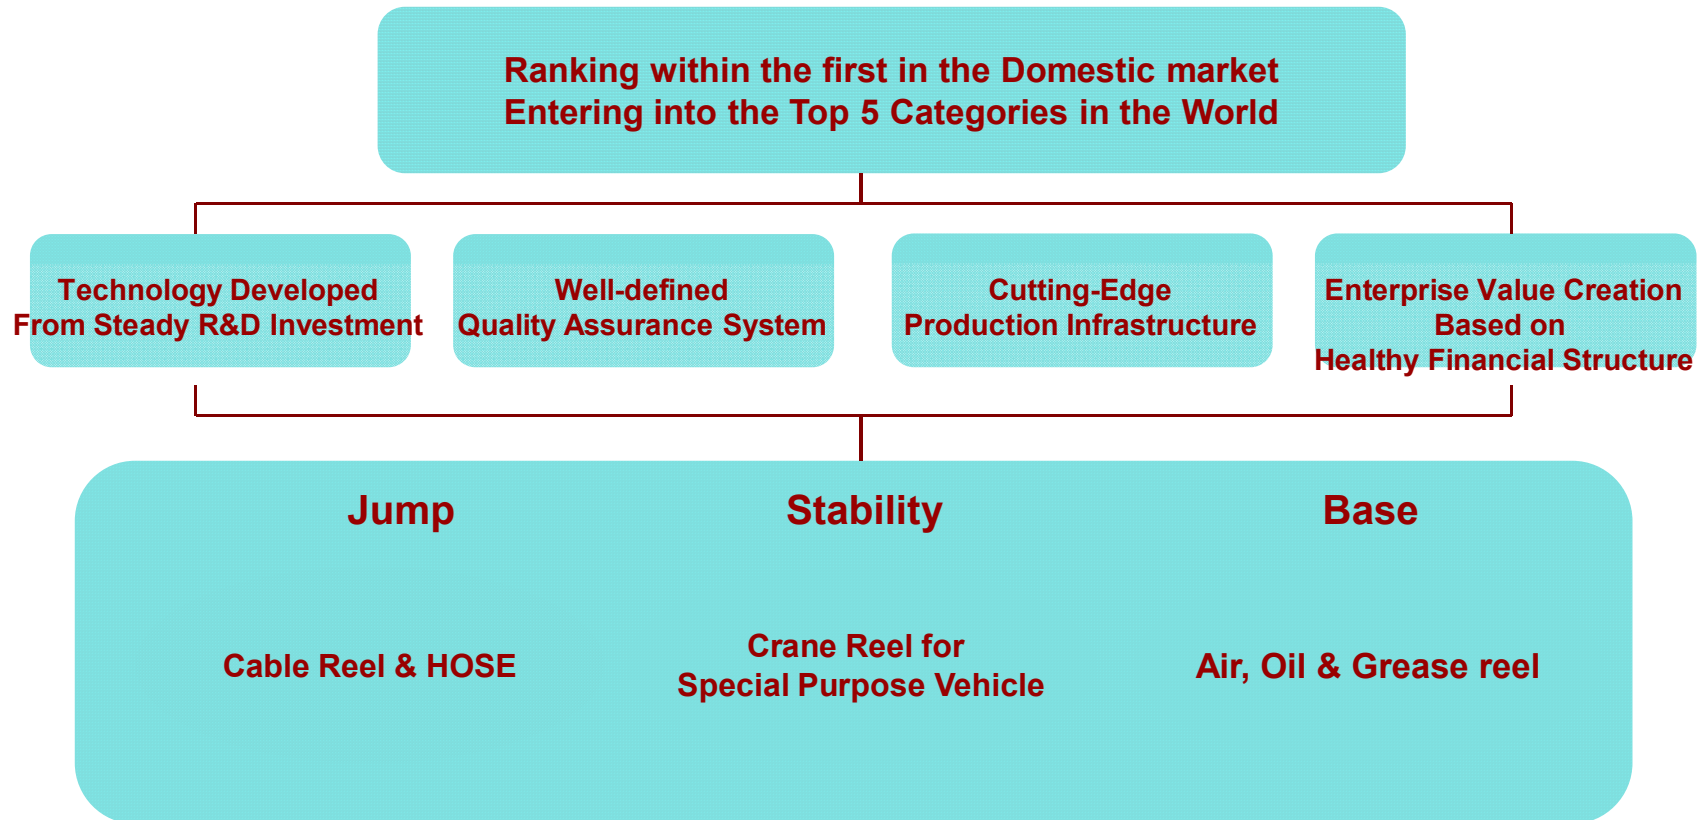 Ranking within the first in the Domestic market
Entering into the Top 5 Categories in the World
Technology Developed
From Steady R&D Investment
Well-defined
Quality Assurance System
Cutting-Edge
Production Infrastructure
Enterprise Value Creation
Based on
Healthy Financial Structure
Jump
Stability
Base
Cable Reel & HOSE
Crane Reel for
Special Purpose Vehicle
Air, Oil & Grease reel